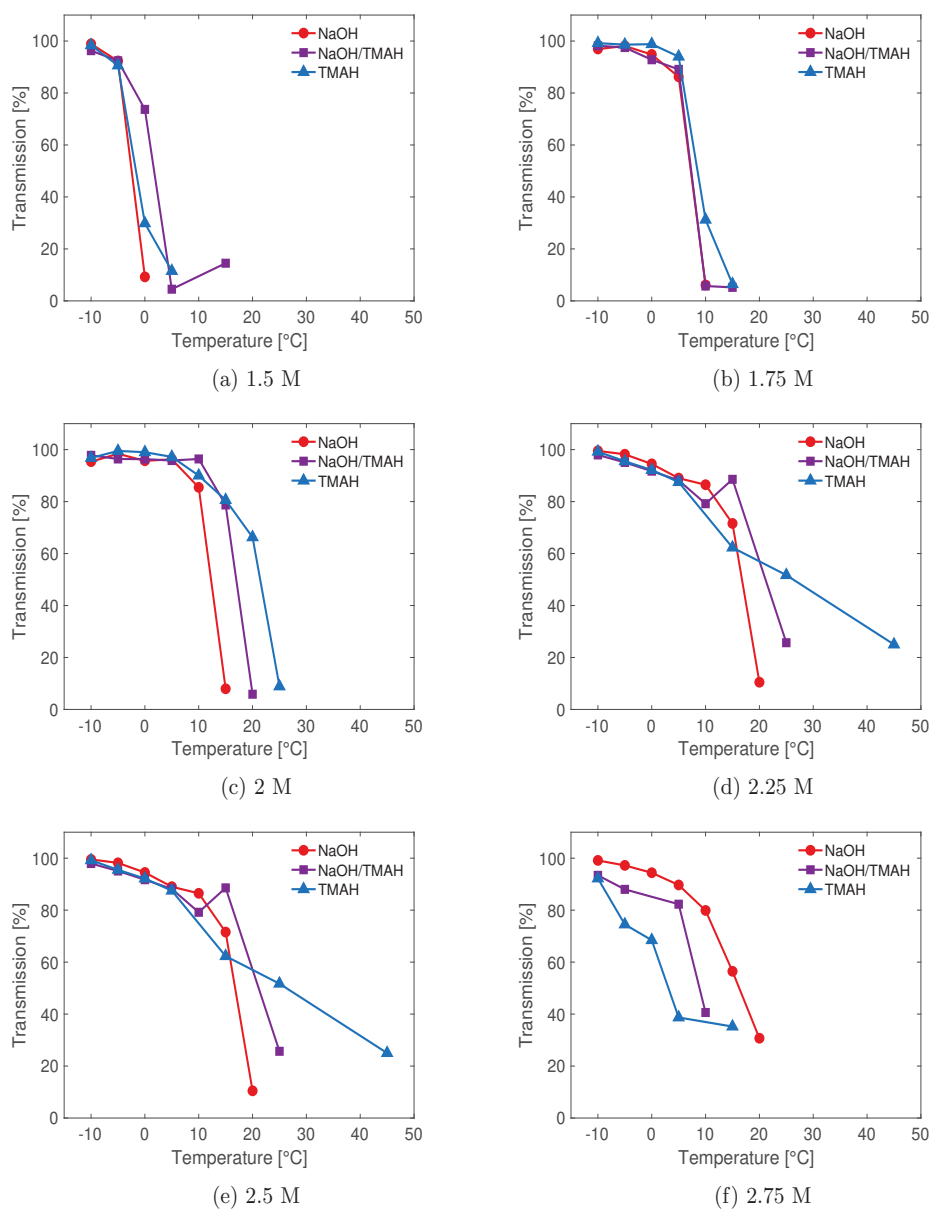 100
80
60
40
20
0
Transmission [%]
-10 0 10 20 30 40 50
Temperature [°C]
NaOH
NaOH/TMAH
TMAH
(a) 1.5 M
100
80
60
40
20
0
Transmission [%]
-10 0 10 20 30 40 50
Temperature [°C]
NaOH
NaOH/TMAH
TMAH
(b) 1.75 M
100
80
60
40
20
0
Transmission [%]
-10 0 10 20 30 40 50
Temperature [°C]
NaOH
NaOH/TMAH
TMAH
(c) 2 M
100
80
60
40
20
0
Transmission [%]
-10 0 10 20 30 40 50
Temperature [°C]
NaOH
NaOH/TMAH
TMAH
(d) 2.25 M
100
80
60
40
20
0
Transmission [%]
-10 0 10 20 30 40 50
Temperature [°C]
NaOH
NaOH/TMAH
TMAH
(e) 2.5 M
100
80
60
40
20
0
Transmission [%]
-10 0 10 20 30 40 50
Temperature [°C]
NaOH
NaOH/TMAH
TMAH
(f) 2.75 M